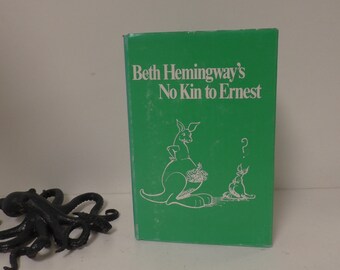 Beth Hemingway's
No Kin to Ernest
?